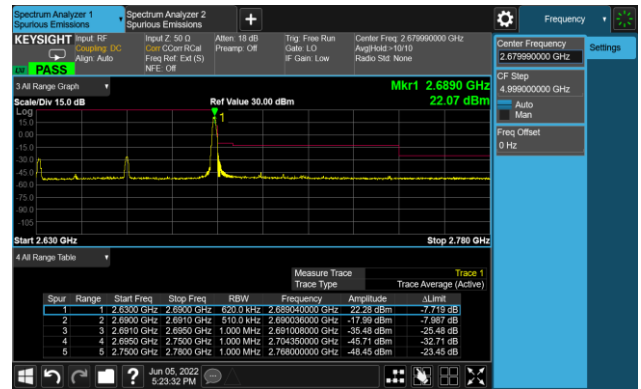 Spectrum Analyzer 1
Spurious Emissions
Spectrum Analyzer 2
Spurious Emissions
+
Frequency
KEYSIGHT
Input: RF
Coupling: DC
Align: Auto
Input Z: 50 Ω
Corr CCorr RCal
Freq Ref: Ext (S)
NFE: Off
Atten: 18 dB
Preamp: Off
Trig: Free Run
Gate: LO
IF Gain: Low
Center Freq: 2.679990000 GHz
Avg|Hold:>10/10
Radio Std: None
PASS
3 All Range Graph
Mkr1 2.6890 GHz
22.07 dBm
Scale/Div 15.0 dB
Ref Value 30.00 dBm
Log
15.0
0.00
-15.0
-30.0
-45.0
-60.0
-75.0
-90.0
-105
1
Start 2.630 GHz
Stop 2.780 GHz
4 All Range Table
Measure Trace Trace 1
Trace Type Trace Average (Active)
Spur Range Start Freq Stop Freq RBW Frequency Amplitude ΔLimit
1 1 2.6300 GHz 2.6900 GHz 620.0 kHz 2.689040000 GHz 22.28 dBm -7.719 dB
2 2 2.6900 GHz 2.6910 GHz 510.0 kHz 2.690036000 GHz -17.99 dBm -7.987 dB
3 3 2.6910 GHz 2.6950 GHz 1.000 MHz 2.691008000 GHz -35.48 dBm -25.48 dB
4 4 2.6950 GHz 2.7500 GHz 1.000 MHz 2.704350000 GHz -45.71 dBm -32.71 dB
5 5 2.7500 GHz 2.7800 GHz 1.000 MHz 2.768000000 GHz -48.45 dBm -23.45 dB
Center Frequency
2.679990000 GHz
Settings
CF Step
4.999000000 GHz
Auto
Man
Freq Offset
0 Hz
?
Jun 05, 2022
5:23:32 PM